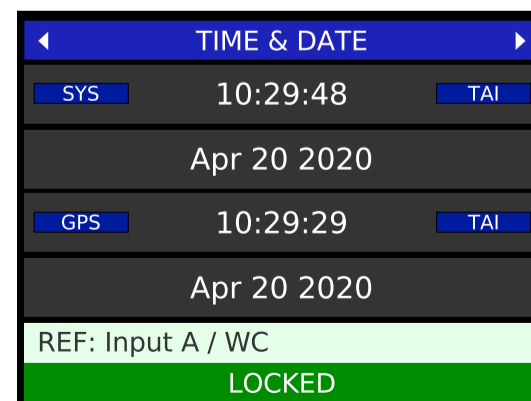 TIME & DATE
SYS 10:29:48 TAI
Apr 20 2020
GPS 10:29:29 TAI
Apr 20 2020
REF: Input A / WC
LOCKED